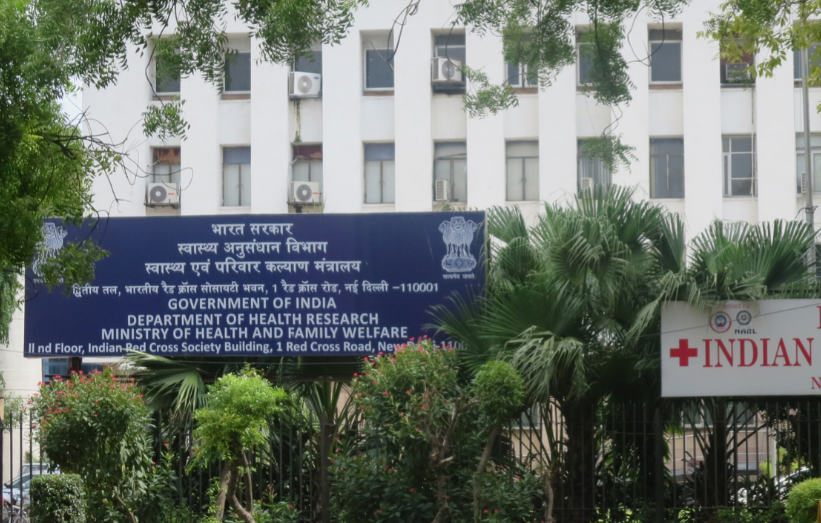 भारत सरकार
स्वास्थ्य अनुसंधान विभाग
स्वास्थ्य एवं परिवार कल्याण मंत्रालय
द्वितीय तल, भारतीय रैड क्रॉस सोसायटी भवन, 1 रैड क्रॉस रोड, नई दिल्ली –110001
GOVERNMENT OF INDIA
DEPARTMENT OF HEALTH RESEARCH
MINISTRY OF HEALTH AND FAMILY WELFARE
II nd Floor, Indian Red Cross Society Building, 1 Red Cross Road,
NABL
INDIAN